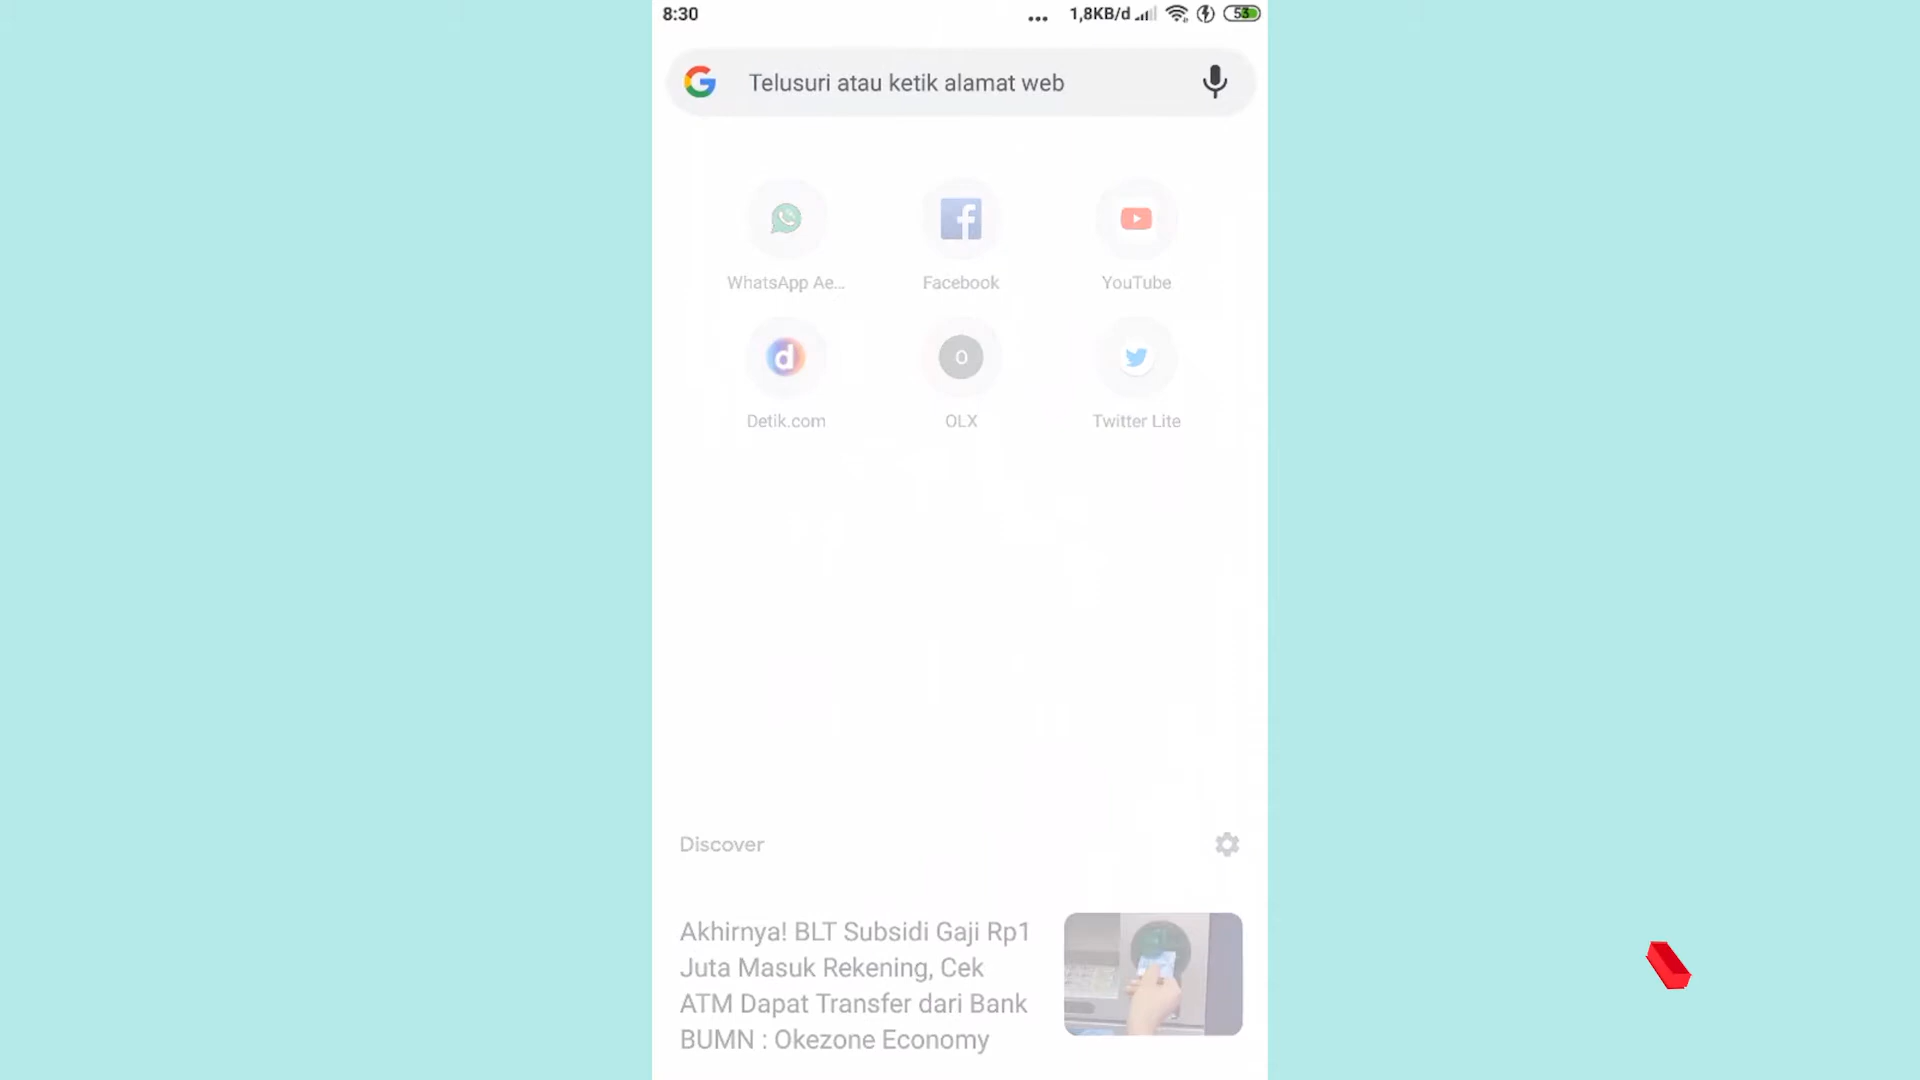 8:30
1,8KB/d
53
Telusuri atau ketik alamat web
WhatsApp Ae...
Facebook
YouTube
Detik.com
O
OLX
Twitter Lite
Discover
Akhirnya! BLT Subsidi Gaji Rp1
Juta Masuk Rekening, Cek
ATM Dapat Transfer dari Bank
BUMN : Okezone Economy